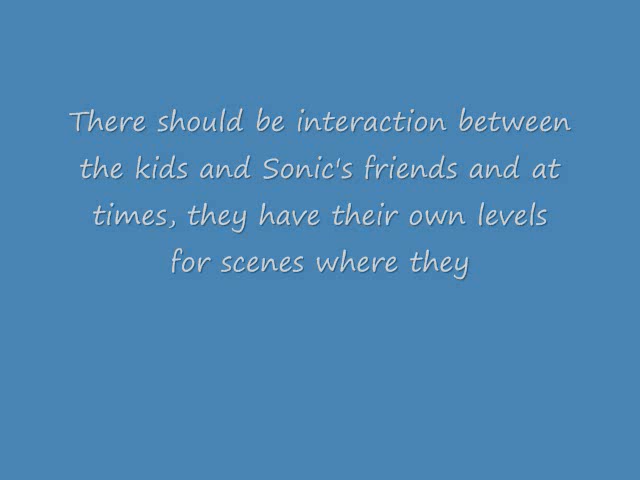 There should be interaction between
the kids and Sonic's friends and at
times, they have their own levels
for scenes where they